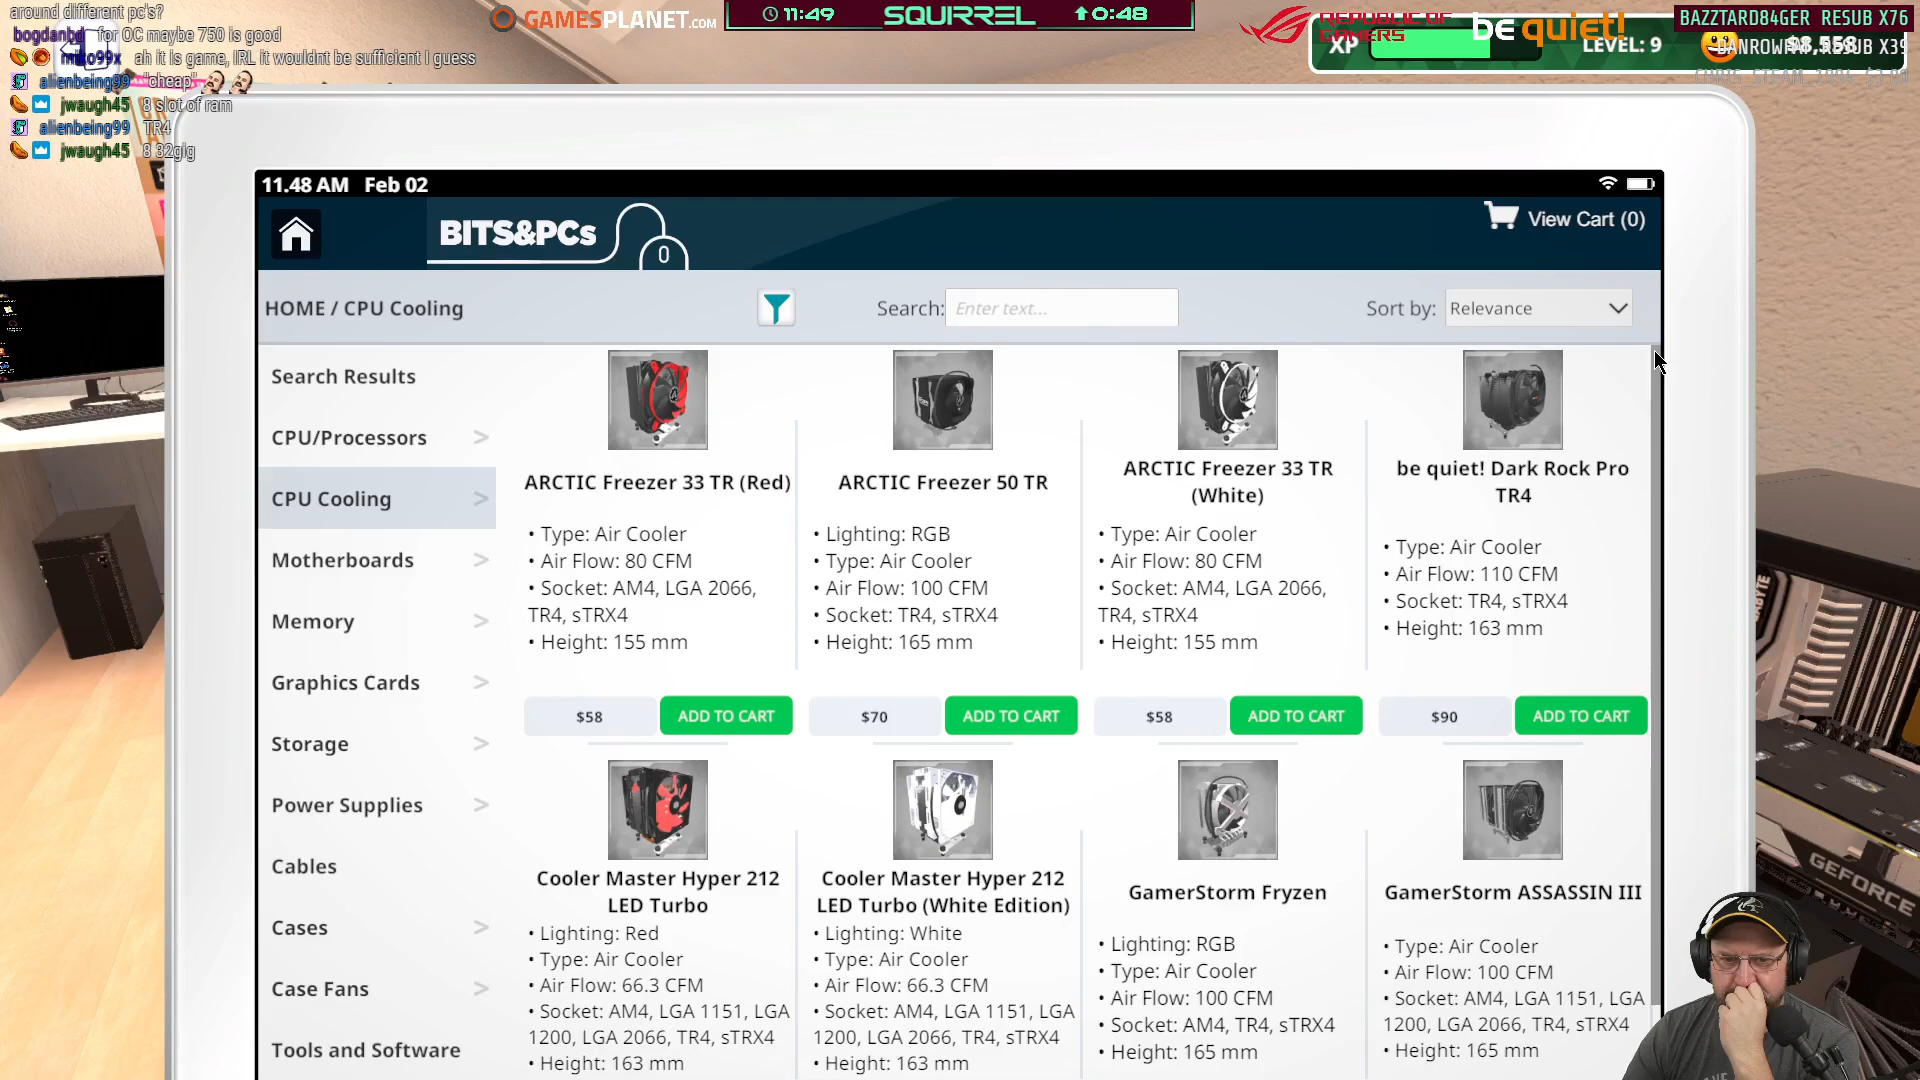 around different pc's?
bogdanbd for OC maybe 750 is good
miko99x ah it is game, IRL it wouldnt be sufficient I guess
alienbeing99 "cheap"
jwaugh45 8 slot of ram
alienbeing99 TR4
jwaugh45 8 32gig
GAMESPLANET.COM
11:49 SQUIRREL 0:48
REPUBLIC OF GAMERS
be quiet!
XP LEVEL: 9 $8,558
BAZZTARD84GER RESUB X76
RESUB X39
11.48 AM Feb 02
BITS&PCs
View Cart (0)
HOME / CPU Cooling
Search: Enter text...
Sort by: Relevance
Search Results
CPU/Processors >
CPU Cooling >
Motherboards >
Memory >
Graphics Cards >
Storage >
Power Supplies >
Cables
Cases >
Case Fans >
Tools and Software
ARCTIC Freezer 33 TR (Red)
• Type: Air Cooler
• Air Flow: 80 CFM
• Socket: AM4, LGA 2066,
TR4, sTRX4
• Height: 155 mm
$58 ADD TO CART
ARCTIC Freezer 50 TR
• Lighting: RGB
• Type: Air Cooler
• Air Flow: 100 CFM
• Socket: TR4, sTRX4
• Height: 165 mm
$70 ADD TO CART
ARCTIC Freezer 33 TR
(White)
• Type: Air Cooler
• Air Flow: 80 CFM
• Socket: AM4, LGA 2066,
TR4, sTRX4
• Height: 155 mm
$58 ADD TO CART
be quiet! Dark Rock Pro
TR4
• Type: Air Cooler
• Air Flow: 110 CFM
• Socket: TR4, sTRX4
• Height: 163 mm
$90 ADD TO CART
Cooler Master Hyper 212
LED Turbo
• Lighting: Red
• Type: Air Cooler
• Air Flow: 66.3 CFM
• Socket: AM4, LGA 1151, LGA
1200, LGA 2066, TR4, sTRX4
• Height: 163 mm
Cooler Master Hyper 212
LED Turbo (White Edition)
• Lighting: White
• Type: Air Cooler
• Air Flow: 66.3 CFM
• Socket: AM4, LGA 1151, LGA
1200, LGA 2066, TR4, sTRX4
• Height: 163 mm
GamerStorm Fryzen
• Lighting: RGB
• Type: Air Cooler
• Air Flow: 100 CFM
• Socket: AM4, TR4, sTRX4
• Height: 165 mm
GamerStorm ASSASSIN III
• Type: Air Cooler
• Air Flow: 100 CFM
• Socket: AM4, LGA 1151, LGA
1200, LGA 2066, TR4, sTRX4
• Height: 165 mm
GIGABYTE
GEFORCE